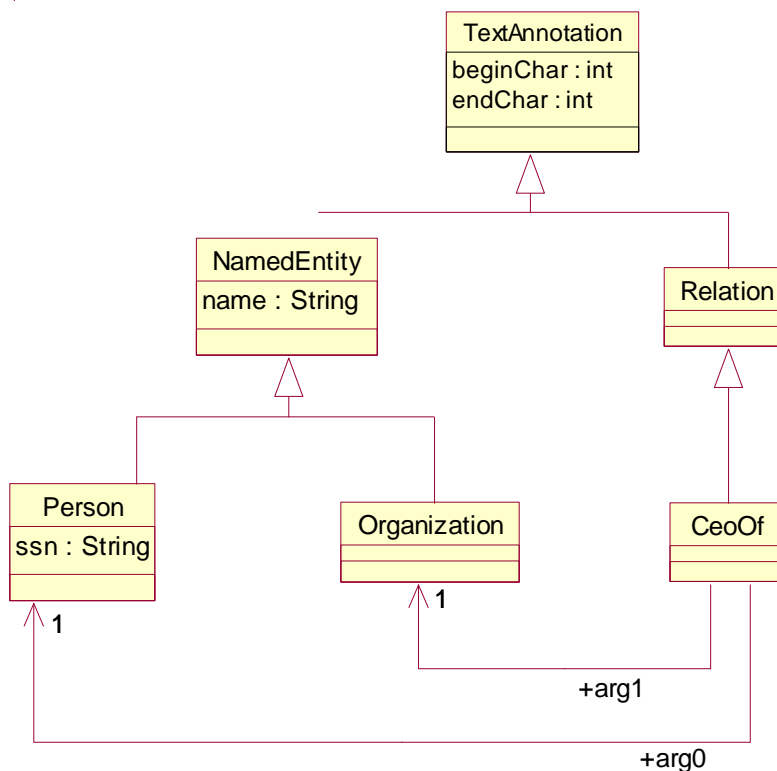 TextAnnotation
beginChar : int
endChar : int
NamedEntity
name : String
Relation
Person
ssn : String
Organization
CeoOf
1
1
+arg1
+arg0